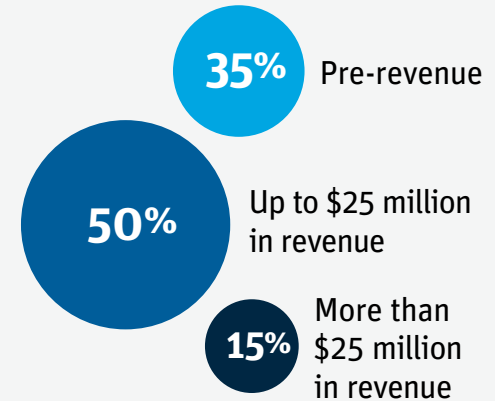 35%
Pre-revenue
50%
Up to $25 million
in revenue
15%
More than
$25 million
in revenue